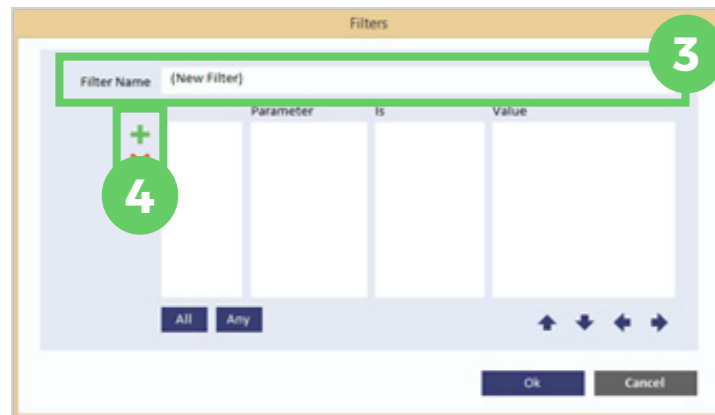 Filters
3
Filter Name {New Filter}
Parameter Is Value
4
All Any
Ok Cancel